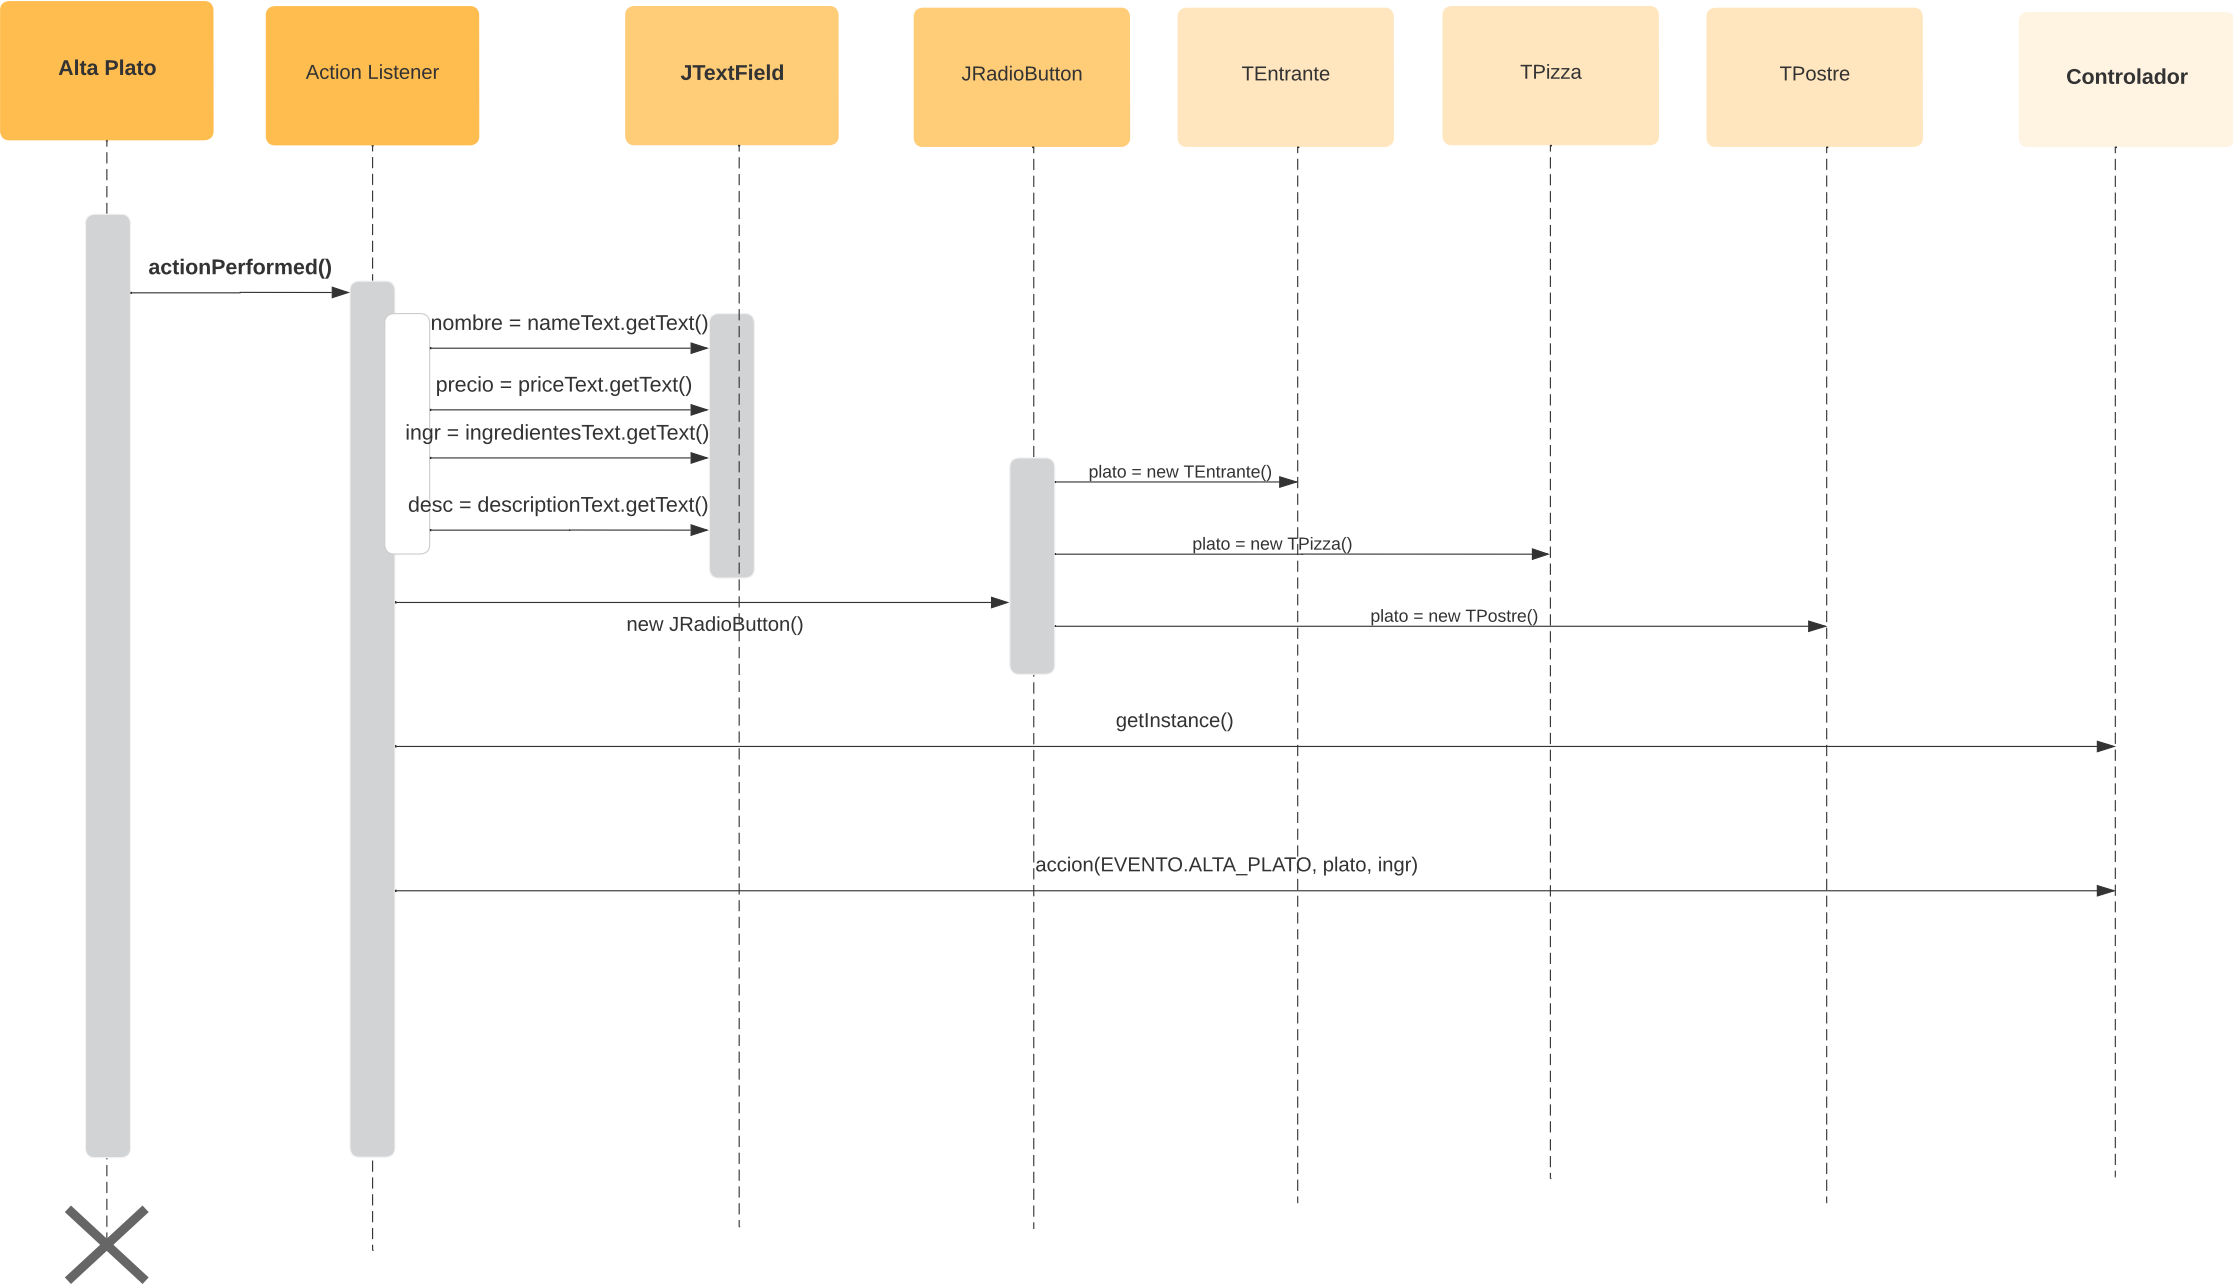 Alta Plato
Action Listener
JTextField
JRadioButton
TEntrante
TPizza
TPostre
Controlador
actionPerformed()
nombre = nameText.getText()
precio = priceText.getText()
ingr = ingredientesText.getText()
plato = new TEntrante()
desc = descriptionText.getText()
plato = new TPizza()
new JRadioButton()
plato = new TPostre()
getInstance()
accion(EVENTO.ALTA_PLATO, plato, ingr)